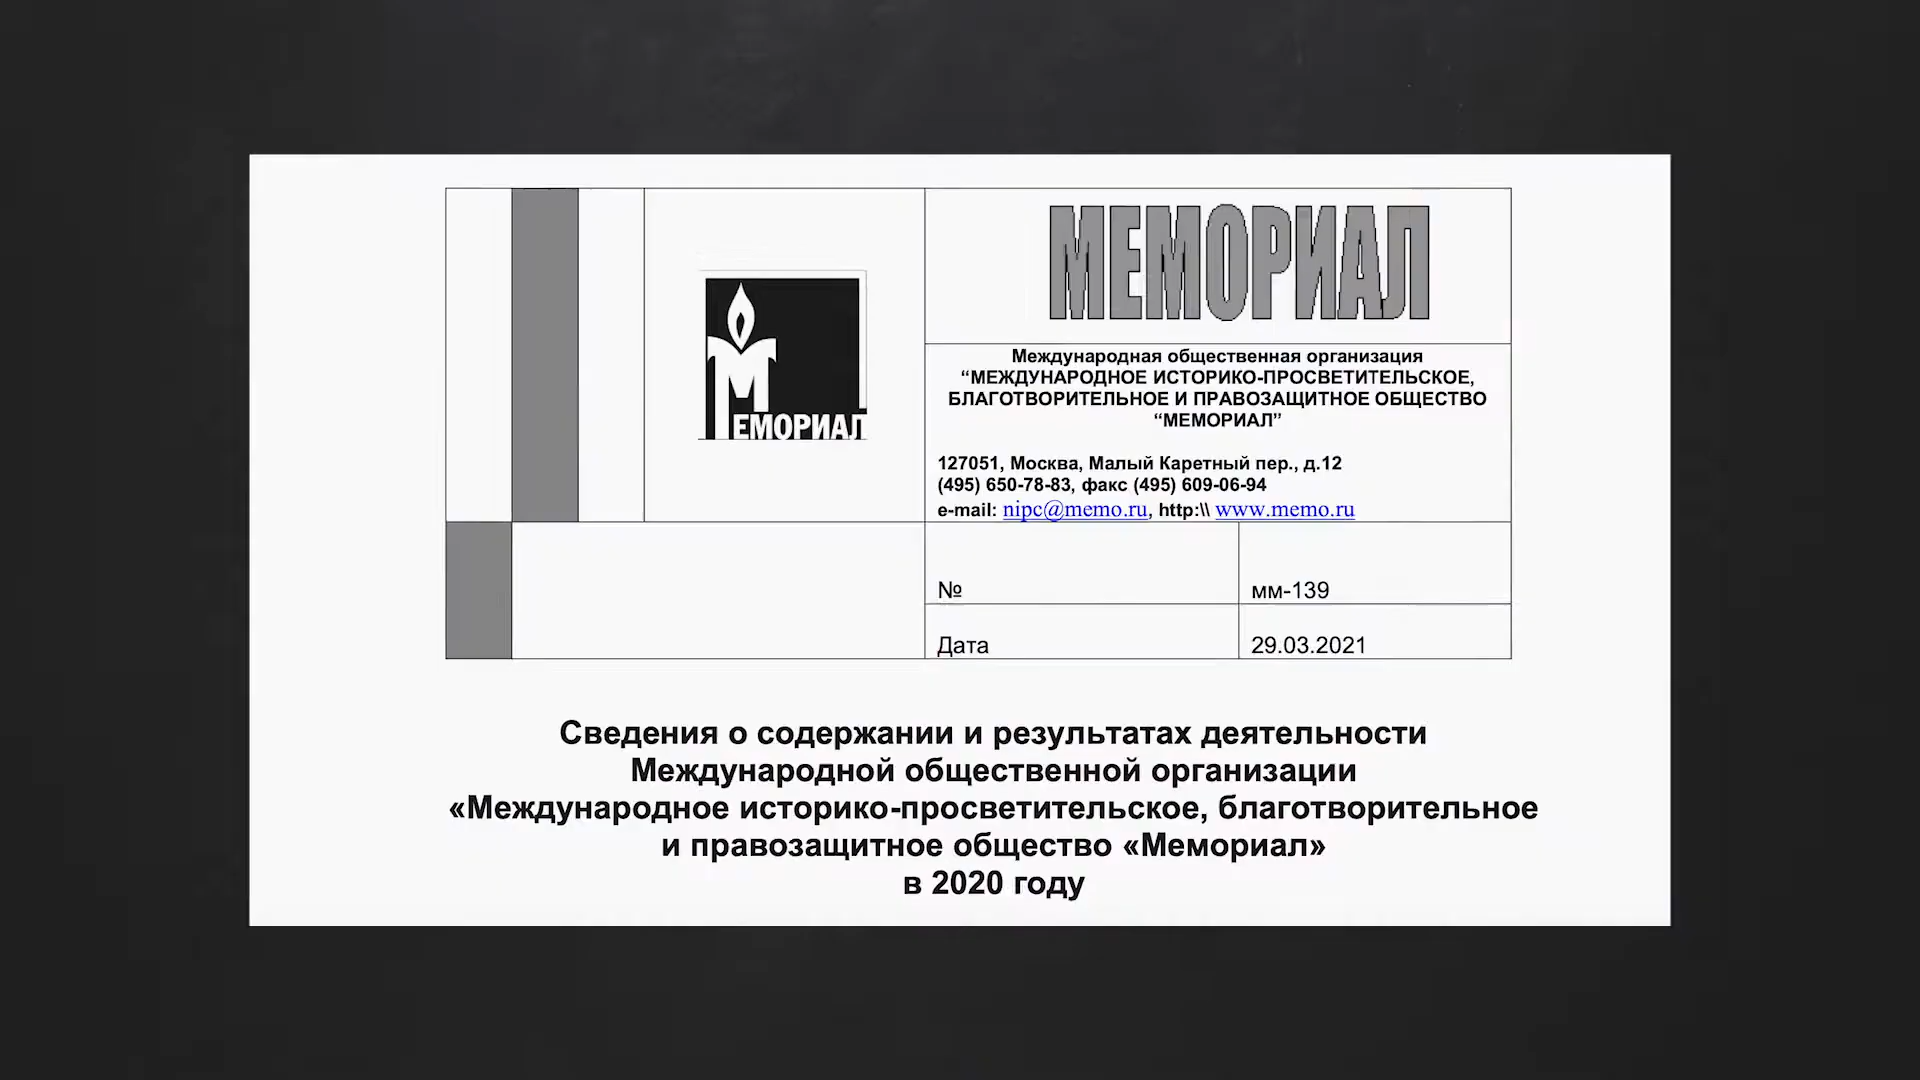 МЕМОРИАЛ
МЕМОРИАЛ
Международная общественная организация
“МЕЖДУНАРОДНОЕ ИСТОРИКО-ПРОСВЕТИТЕЛЬСКОЕ,
БЛАГОТВОРИТЕЛЬНОЕ И ПРАВОЗАЩИТНОЕ ОБЩЕСТВО
“МЕМОРИАЛ”
127051, Москва, Малый Каретный пер., д.12
(495) 650-78-83, факс (495) 609-06-94
e-mail: nipc@memo.ru, http:\\ www.memo.ru
№ мм-139
Дата 29.03.2021
Сведения о содержании и результатах деятельности
Международной общественной организации
«Международное историко-просветительское, благотворительное
и правозащитное общество «Мемориал»
в 2020 году